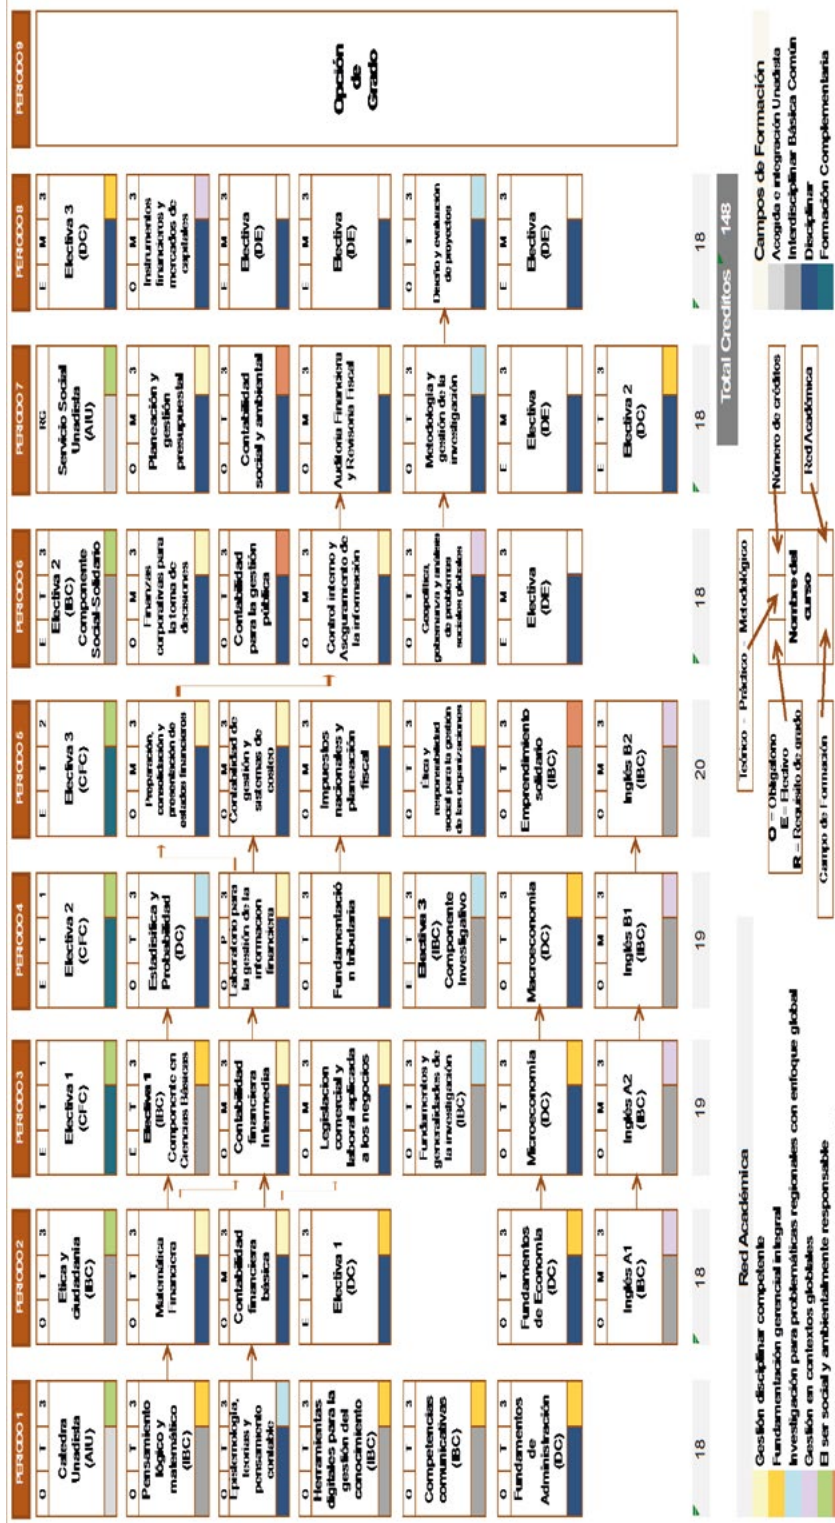 PERIODO 1
O T 3
Catedra
Unadista
(AIU)
O T 3
Pensamiento
lógico y
matemático
(IBC)
O T 3
Epistemología,
teorías y
pensamiento
contable
O T 3
Herramientas
digitales para la
gestión del
conocimiento
(IBC)
O T 3
Competencias
comunicativas
(IBC)
O T 3
Fundamentos
de
Administración
(DC)
18
PERIODO 2
O T 3
Etica y
ciudadanía
(IBC)
O T 3
Matemática
Financiera
O M 3
Contabilidad
financiera
básica
E T 3
Electiva 1
(DC)
O T 3
Fundamentos
de Economía
(DC)
O M 3
Inglés A1
(IBC)
18
PERIODO 3
E T 1
Electiva 1
(CFC)
E T 3
Electiva 1
(IBC)
Componente en
Ciencias Básicas
O M 3
Contabilidad
financiera
Intermedia
O M 3
Legislacion
comercial y
laboral aplicada
a los negocios
O T 3
Fundamentos y
generalidades de
la investigación
(IBC)
O T 3
Microeconomía
(DC)
O M 3
Inglés A2
(IBC)
19
PERIODO 4
E T 1
Electiva 2
(CFC)
O T 3
Estadísitica y
Probabilidad
(DC)
O P 3
Laboratorio para
la gestión de la
informacion
financiera
O T 3
Fundamentació
n tributaria
E T 3
Electiva 3
(IBC)
Componente
Investigativo
O T 3
Macroeconomía
(DC)
O M 3
Inglés B1
(IBC)
19
PERIODO 5
E T 2
Electiva 3
(CFC)
O M 3
Preparación,
consolidación y
presentación de
estados financieros
O M 3
Contabilidad de
gestión y
sistemas de
costeo
O M 3
Impuestos
nacionales y
planeación
fiscal
O T 3
Ética y
responsabilidad
social para la gestión
de las organizaciones
O T 3
Emprendimiento
solidario
(IBC)
O M 3
Inglés B2
(IBC)
20
PERIODO 6
E T 3
Electiva 2
(IBC)
Componente
Social-Solidario
O M 3
Finanzas
corporativas para
la toma de
decisiones
O T 3
Contabilidad
para la gestión
pública
O M 3
Control interno y
Aseguramiento de
la información
O T 3
Geopolítica,
gobernanza y análisis
de problemas
sociales globales
E M 3
Electiva
(DE)
18
PERIODO 7
RG
Servicio Social
Unadista
(AIU)
O M 3
Planeación y
gestión
presupuestal
O T 3
Contabilidad
social y ambiental
O M 3
Auditoria Financiera
y Revisoria Fiscal
O T 3
Metodología y
gestión de la
investigación
E M 3
Electiva
(DE)
E T 3
Electiva 2
(DC)
18
PERIODO 8
E M 3
Electiva 3
(DC)
O M 3
Instrumentos
financieros y
mercados de
capitales
E M 3
Electiva
(DE)
E M 3
Electiva
(DE)
O T 3
Diseño y evaluación
de proyectos
E M 3
Electiva
(DE)
18
PERIODO 9
Opción
de
Grado
Total Creditos 148
Red Académica
Gestión disciplinar competente
Fundamentación gerencial integral
Investigación para problemáticas regionales con enfoque global
Gestión en contextos globlales
El ser social y ambientalmente responsable
Teórico - Práctico - Metodológico
O = Obligatorio
E = Electivo
R = Requisito de grado
Campo de Formación
Nombre del
curso
Número de créditos
Red Académica
Campos de Formación
Acogida e integración Unadista
Interdisciplinar Básica Común
Disciplinar
Formación Complementaria